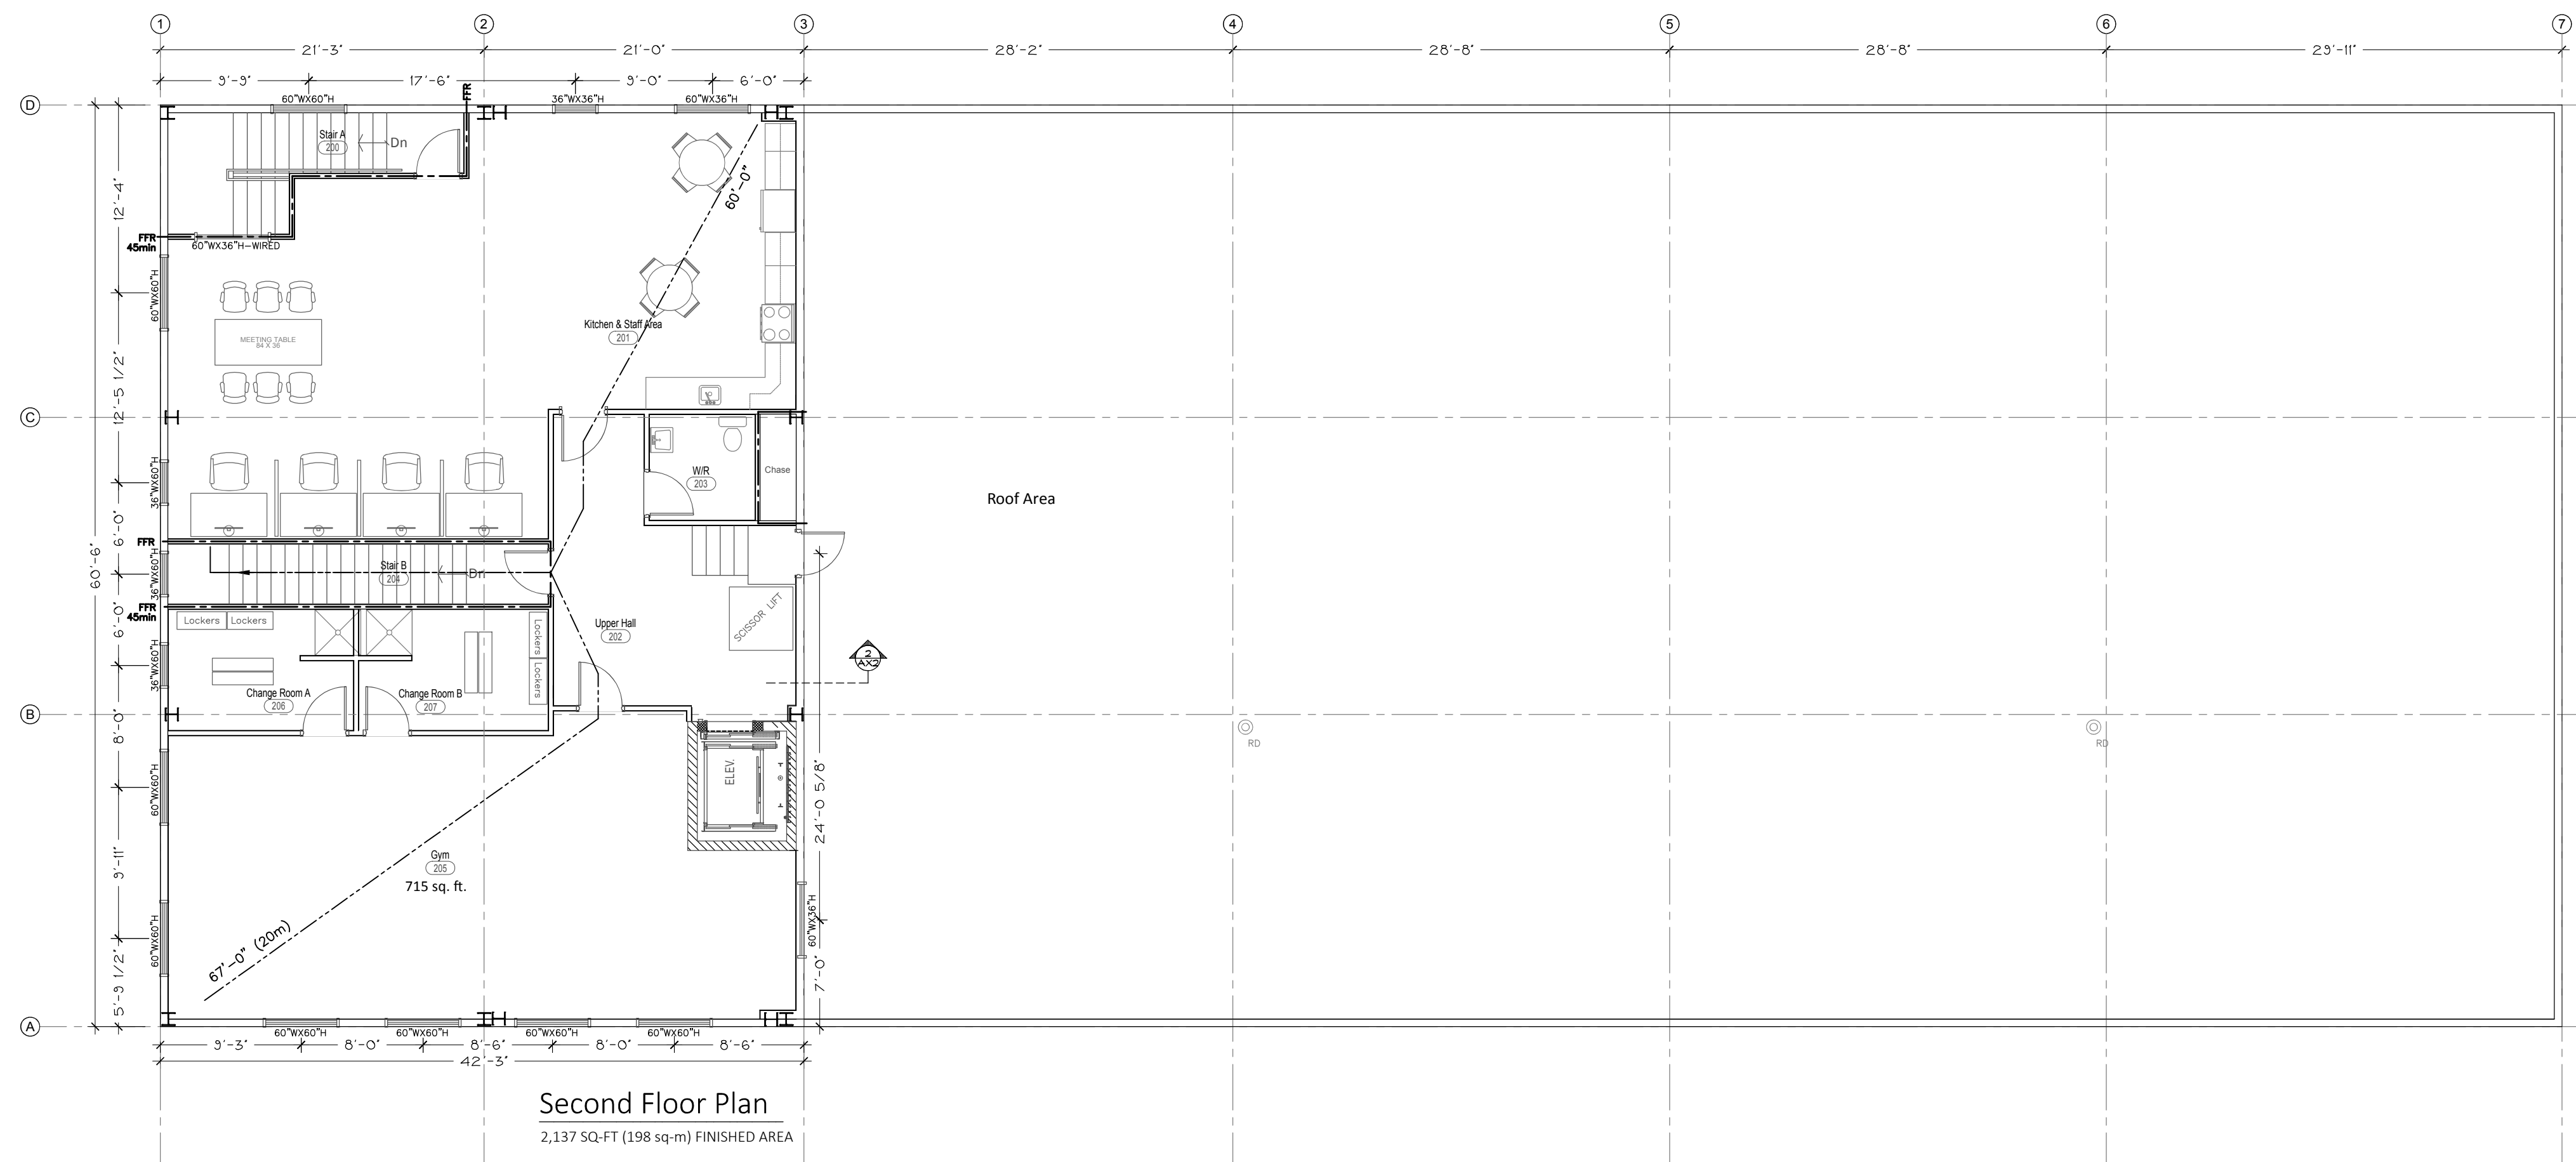 1 2 3 4 5 6 7
21'-3" 21'-0" 28'-2" 28'-8" 28'-8" 29'-11"
9'-9" 17'-6" 9'-0" 6'-0"
FFR
60"WX60"H 36"WX36"H 60"WX36"H
D
Stair A
200
Dn
60'-0"
12'-4"
FFR
45min
60"WX36"H-WIRED
60"WX60"H
MEETING TABLE
84 X 36
Kitchen & Staff Area
201
12'-5 1/2"
C
36"WX60"H
W/R
203
Chase
Roof Area
6'-0"
60'-6"
FFR
36"WX60"H
Stair B
204
Dn
FFR
45min
6'-0"
Lockers Lockers
Lockers
Lockers
SCISSOR LIFT
Upper Hall
202
36"WX60"H
2
AX2
Change Room A
206
Change Room B
207
B
8'-0"
RD RD
60"WX60"H
ELEV.
24'-0 5/8"
9'-11"
Gym
205
715 sq. ft.
60"WX36"H
60"WX60"H
67'-0" (20m)
5'-9 1/2"
7'-0"
A
60"WX60"H 60"WX60"H 60"WX60"H 60"WX60"H
9'-3" 8'-0" 8'-6" 8'-0" 8'-6"
42'-3"
Second Floor Plan
2,137 SQ-FT (198 sq-m) FINISHED AREA